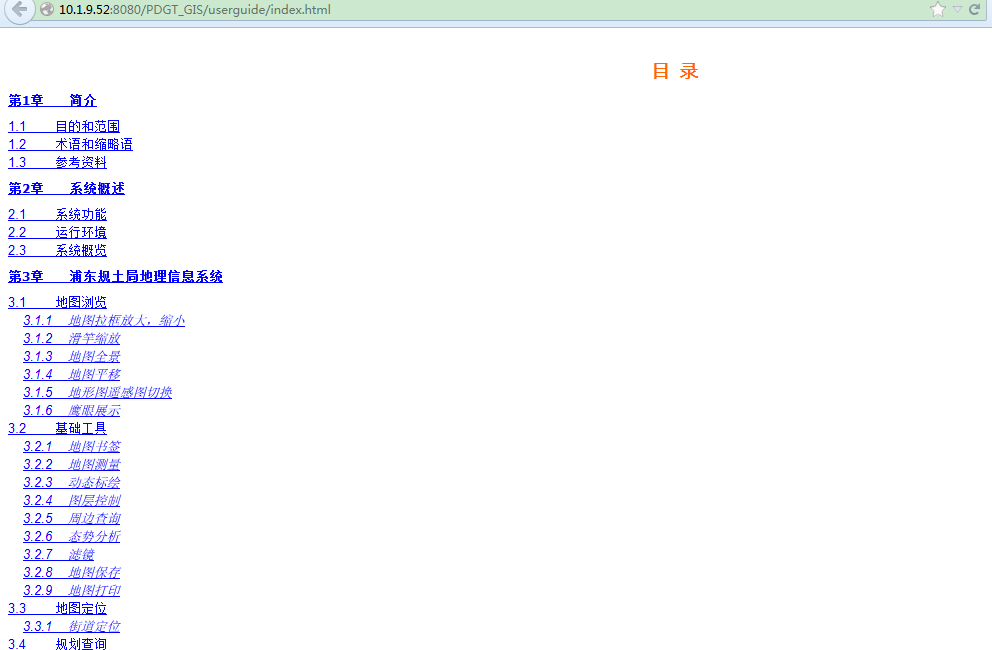 10.1.9.52:8080/PDGT_GIS/userguide/index.html
目 录
第1章 简介
1.1 目的和范围
1.2 术语和缩略语
1.3 参考资料
第2章 系统概述
2.1 系统功能
2.2 运行环境
2.3 系统概览
第3章 浦东规土局地理信息系统
3.1 地图浏览
3.1.1 地图拉框放大，缩小
3.1.2 滑竿缩放
3.1.3 地图全景
3.1.4 地图平移
3.1.5 地形图遥感图切换
3.1.6 鹰眼展示
3.2 基础工具
3.2.1 地图书签
3.2.2 地图测量
3.2.3 动态标绘
3.2.4 图层控制
3.2.5 周边查询
3.2.6 态势分析
3.2.7 滤镜
3.2.8 地图保存
3.2.9 地图打印
3.3 地图定位
3.3.1 街道定位
3.4 规划查询